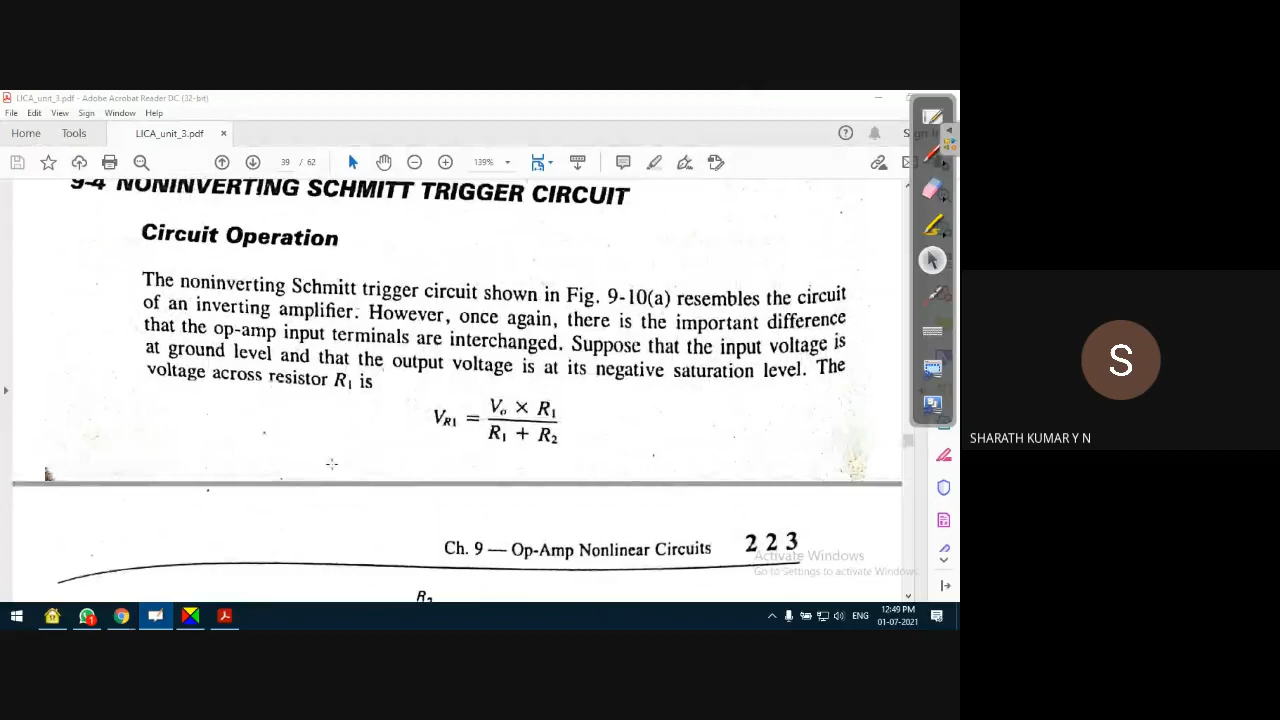 LICA_unit_3.pdf - Adobe Acrobat Reader DC (32-bit)
File Edit View Sign Window Help
Home Tools LICA_unit_3.pdf × Sign In
39 / 62 139%
9-4 NONINVERTING SCHMITT TRIGGER CIRCUIT
Circuit Operation
The noninverting Schmitt trigger circuit shown in Fig. 9-10(a) resembles the circuit
of an inverting amplifier. However, once again, there is the important difference
that the op-amp input terminals are interchanged. Suppose that the input voltage is
at ground level and that the output voltage is at its negative saturation level. The
voltage across resistor R₁ is
V_R1 = V_o × R₁
R₁ + R₂
Ch. 9 — Op-Amp Nonlinear Circuits 223
Activate Windows
Go to Settings to activate Windows.
R₂
ENG
12:49 PM
01-07-2021
S
SHARATH KUMAR Y N